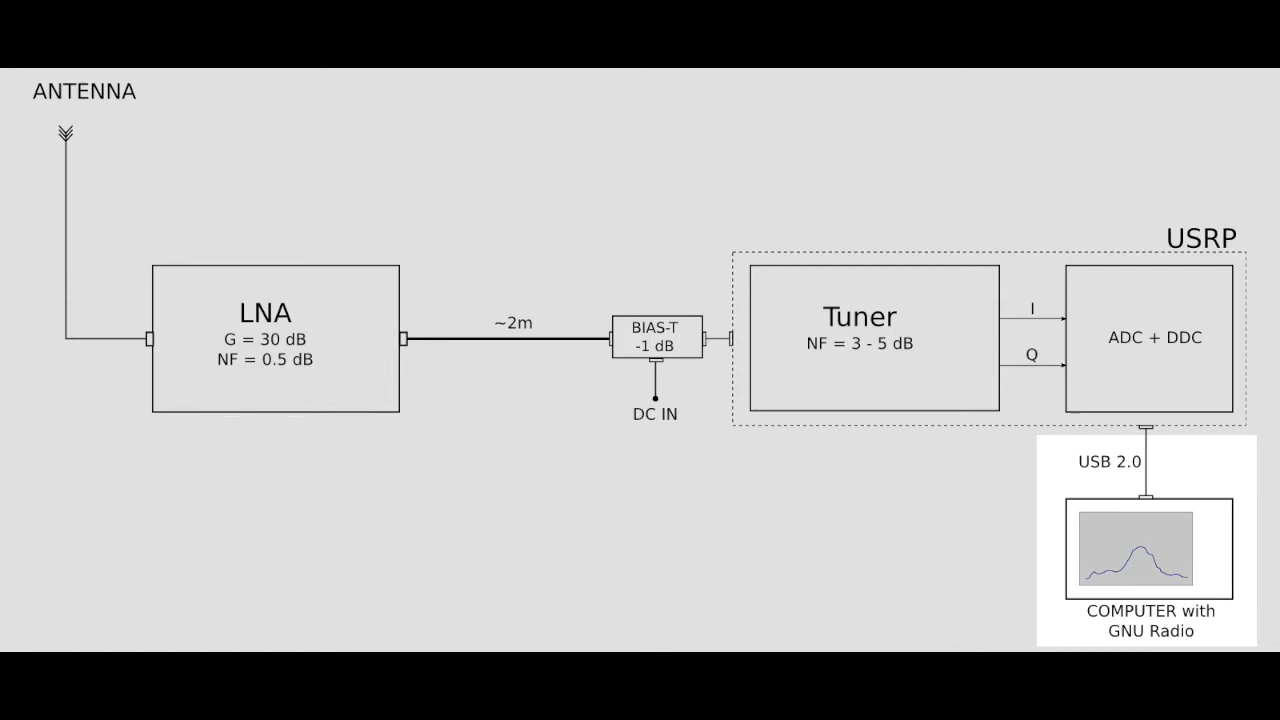 ANTENNA
LNA
G = 30 dB
NF = 0.5 dB
~2m
BIAS-T
-1 dB
DC IN
USRP
Tuner
NF = 3 - 5 dB
I
Q
ADC + DDC
USB 2.0
COMPUTER with
GNU Radio